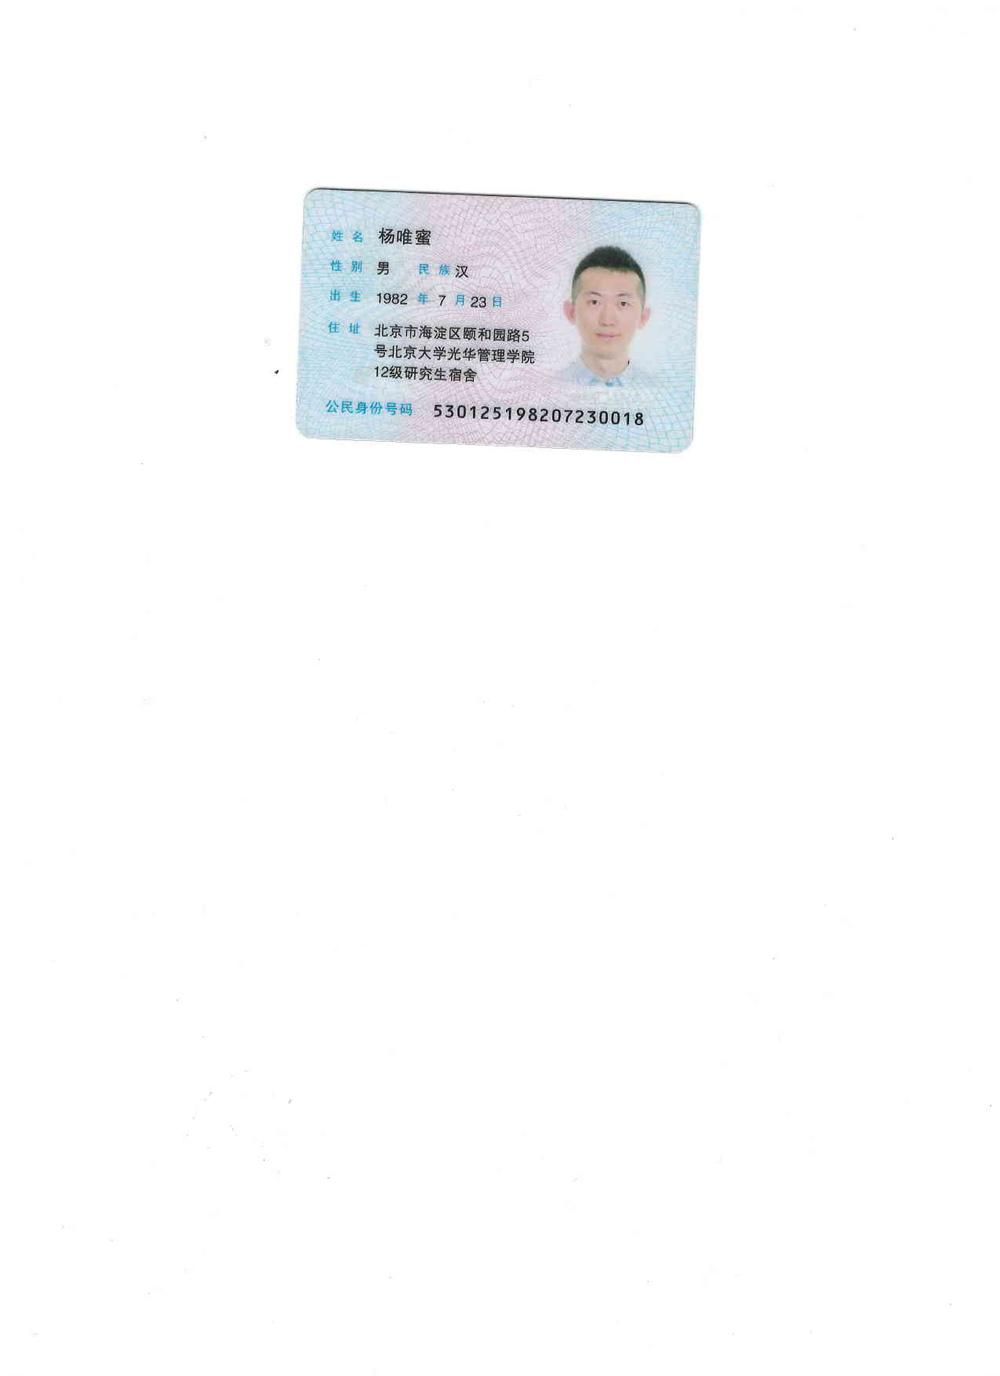 姓名 杨唯蜜
性别 男 民族 汉
出生 1982 年 7 月 23 日
住址 北京市海淀区颐和园路5
号北京大学光华管理学院
12级研究生宿舍
公民身份号码 530125198207230018